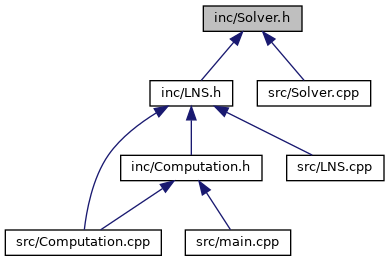 inc/Solver.h
inc/LNS.h
src/Solver.cpp
inc/Computation.h
src/LNS.cpp
src/Computation.cpp
src/main.cpp